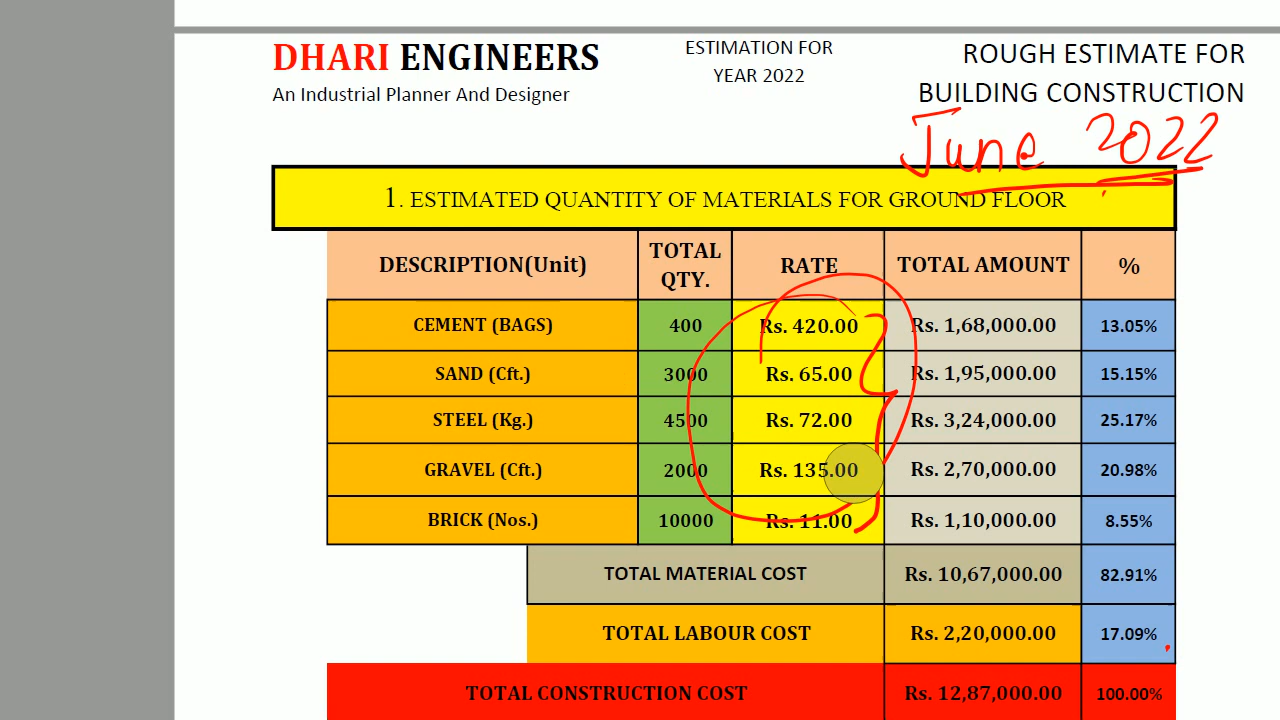 DHARI ENGINEERS
An Industrial Planner And Designer
ESTIMATION FOR
YEAR 2022
ROUGH ESTIMATE FOR
BUILDING CONSTRUCTION
June 2022
1. ESTIMATED QUANTITY OF MATERIALS FOR GROUND FLOOR
DESCRIPTION(Unit) TOTAL QTY. RATE TOTAL AMOUNT %
CEMENT (BAGS) 400 Rs. 420.00 Rs. 1,68,000.00 13.05%
SAND (Cft.) 3000 Rs. 65.00 Rs. 1,95,000.00 15.15%
STEEL (Kg.) 4500 Rs. 72.00 Rs. 3,24,000.00 25.17%
GRAVEL (Cft.) 2000 Rs. 135.00 Rs. 2,70,000.00 20.98%
BRICK (Nos.) 10000 Rs. 11.00 Rs. 1,10,000.00 8.55%
TOTAL MATERIAL COST Rs. 10,67,000.00 82.91%
TOTAL LABOUR COST Rs. 2,20,000.00 17.09%
TOTAL CONSTRUCTION COST Rs. 12,87,000.00 100.00%